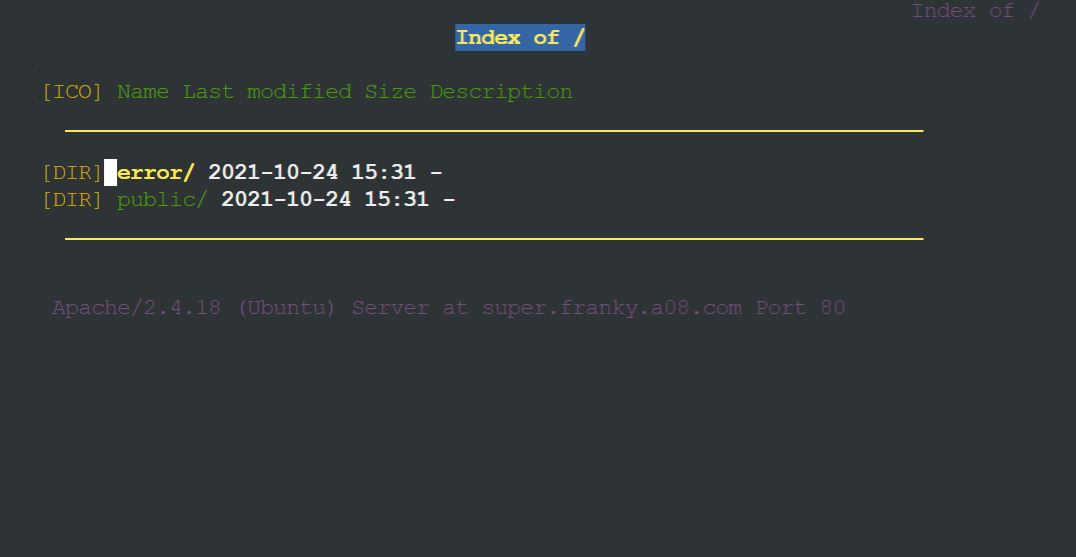 Index of /
Index of /
[ICO] Name Last modified Size Description
[DIR] error/ 2021-10-24 15:31 -
[DIR] public/ 2021-10-24 15:31 -
Apache/2.4.18 (Ubuntu) Server at super.franky.a08.com Port 80